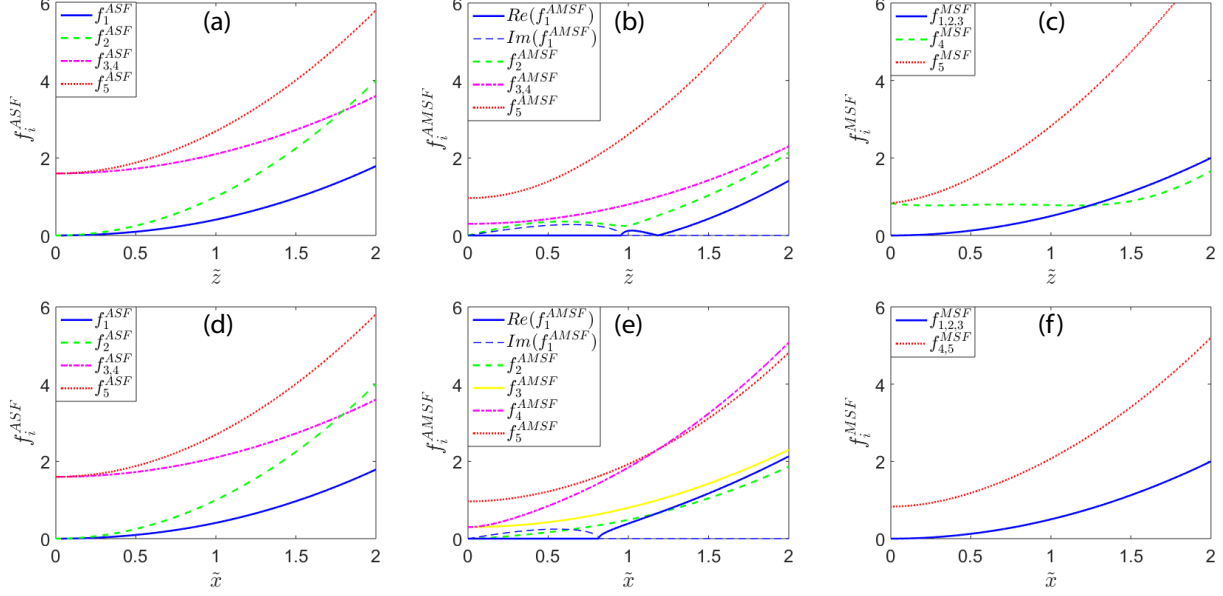 (a)
f_1^{ASF}
f_2^{ASF}
f_{3,4}^{ASF}
f_5^{ASF}
f_i^{ASF}
6
4
2
0
0 0.5 1 1.5 2
z̃
(b)
Re(f_1^{AMSF})
Im(f_1^{AMSF})
f_2^{AMSF}
f_{3,4}^{AMSF}
f_5^{AMSF}
f_i^{AMSF}
6
4
2
0
0 0.5 1 1.5 2
z̃
(c)
f_{1,2,3}^{MSF}
f_4^{MSF}
f_5^{MSF}
f_i^{MSF}
6
4
2
0
0 0.5 1 1.5 2
z̃
(d)
f_1^{ASF}
f_2^{ASF}
f_{3,4}^{ASF}
f_5^{ASF}
f_i^{ASF}
6
4
2
0
0 0.5 1 1.5 2
x̃
(e)
Re(f_1^{AMSF})
Im(f_1^{AMSF})
f_2^{AMSF}
f_3^{AMSF}
f_4^{AMSF}
f_5^{AMSF}
f_i^{AMSF}
6
4
2
0
0 0.5 1 1.5 2
x̃
(f)
f_{1,2,3}^{MSF}
f_{4,5}^{MSF}
f_i^{MSF}
6
4
2
0
0 0.5 1 1.5 2
x̃